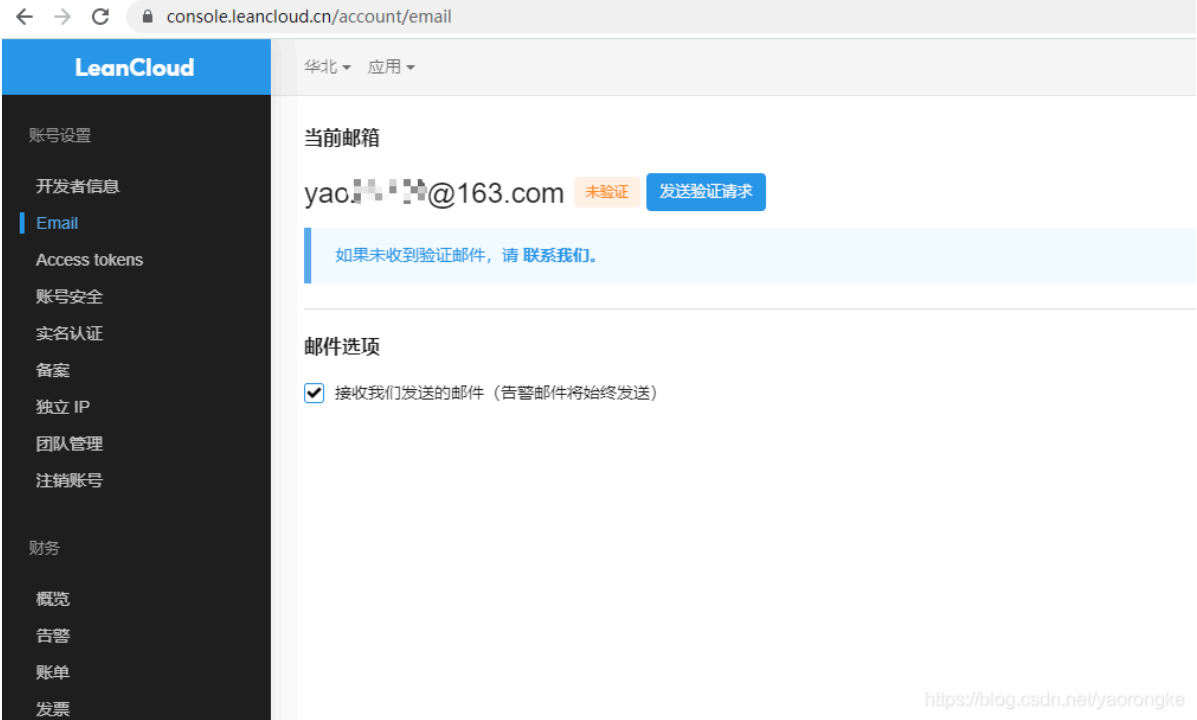 console.leancloud.cn/account/email
LeanCloud
华北 应用
账号设置
开发者信息
Email
Access tokens
账号安全
实名认证
备案
独立 IP
团队管理
注销账号
财务
概览
告警
账单
发票
当前邮箱
yao @163.com 未验证 发送验证请求
如果未收到验证邮件，请 联系我们。
邮件选项
接收我们发送的邮件（告警邮件将始终发送）
https://blog.csdn.net/yaorongke